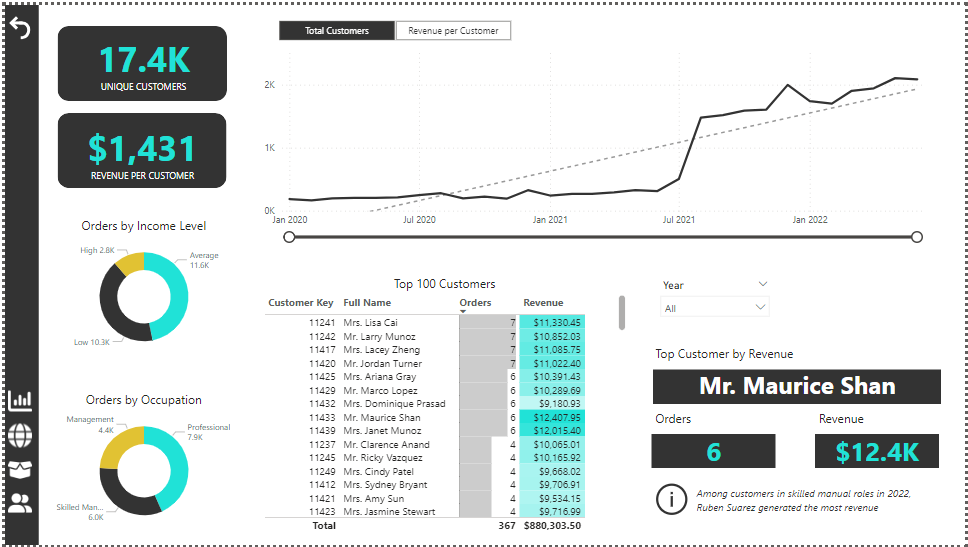 17.4K
UNIQUE CUSTOMERS
$1,431
REVENUE PER CUSTOMER
Total Customers
Revenue per Customer
2K
1K
0K
Jan 2020
Jul 2020
Jan 2021
Jul 2021
Jan 2022
Orders by Income Level
High 2.8K
Average
11.6K
Low 10.3K
Orders by Occupation
Management
4.4K
Professional
7.9K
Skilled Man...
6.0K
Top 100 Customers
Customer Key Full Name Orders Revenue
11241 Mrs. Lisa Cai 7 $11,330.45
11242 Mr. Larry Munoz 7 $10,852.03
11417 Mrs. Lacey Zheng 7 $11,085.75
11420 Mr. Jordan Turner 7 $11,022.40
11425 Mrs. Ariana Gray 6 $10,391.43
11429 Mr. Marco Lopez 6 $10,289.69
11432 Mrs. Dominique Prasad 6 $9,180.93
11433 Mr. Maurice Shan 6 $12,407.95
11439 Mrs. Janet Munoz 6 $12,015.40
11237 Mr. Clarence Anand 4 $10,065.01
11245 Mr. Ricky Vazquez 4 $10,165.92
11249 Mrs. Cindy Patel 4 $9,668.02
11412 Mrs. Sydney Bryant 4 $9,706.91
11421 Mrs. Amy Sun 4 $9,534.15
11423 Mrs. Jasmine Stewart 4 $9,716.99
Total 367 $880,303.50
Year
All
Top Customer by Revenue
Mr. Maurice Shan
Orders
Revenue
6
$12.4K
i
Among customers in skilled manual roles in 2022,
Ruben Suarez generated the most revenue